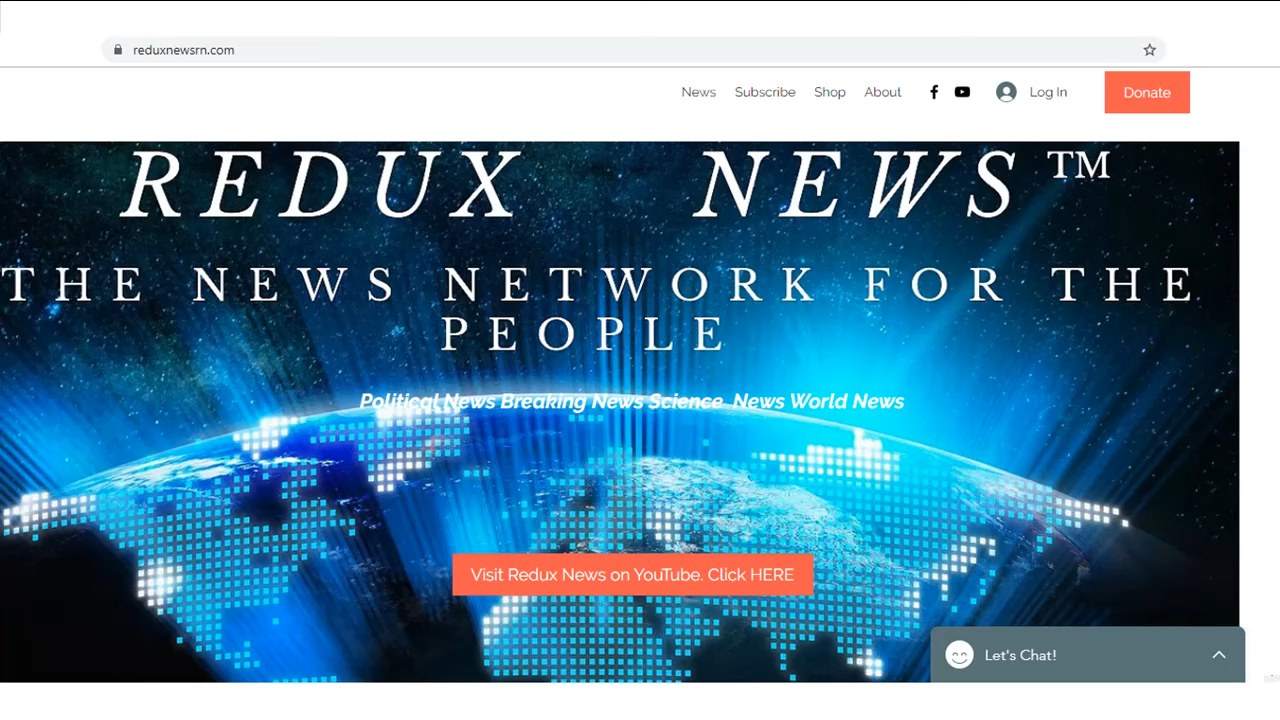 reduxnewsrn.com
News Subscribe Shop About Log In Donate
REDUX NEWS™
THE NEWS NETWORK FOR THE
PEOPLE
Political News Breaking News Science News World News
Visit Redux News on YouTube. Click HERE
Let's Chat!